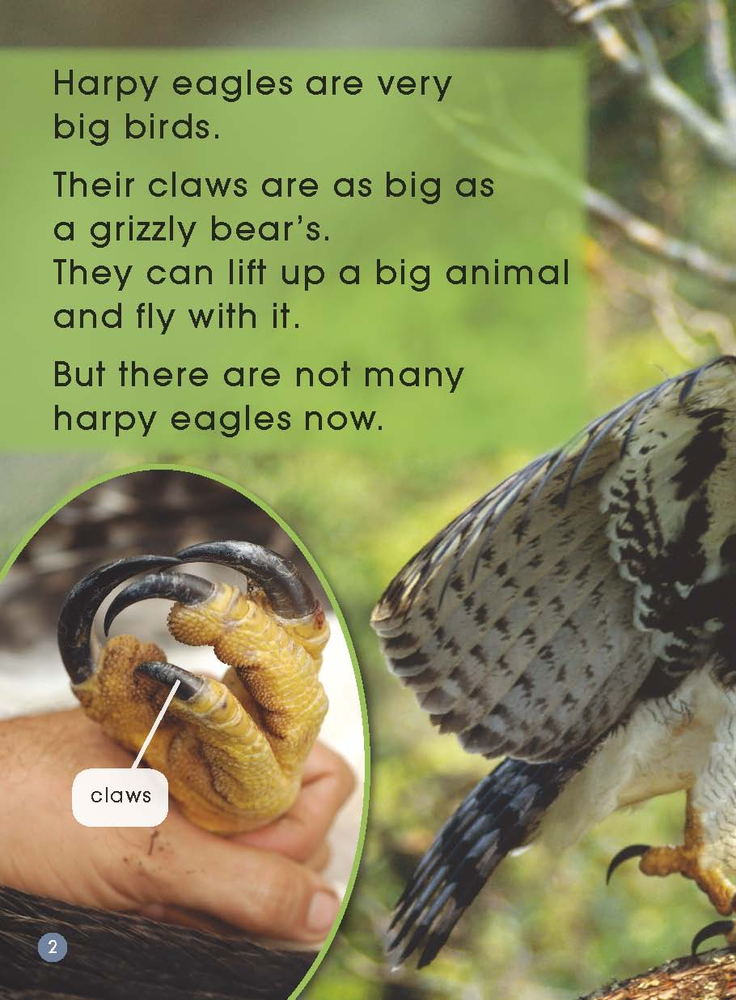 Harpy eagles are very
big birds.
Their claws are as big as
a grizzly bear's.
They can lift up a big animal
and fly with it.
But there are not many
harpy eagles now.
claws
2